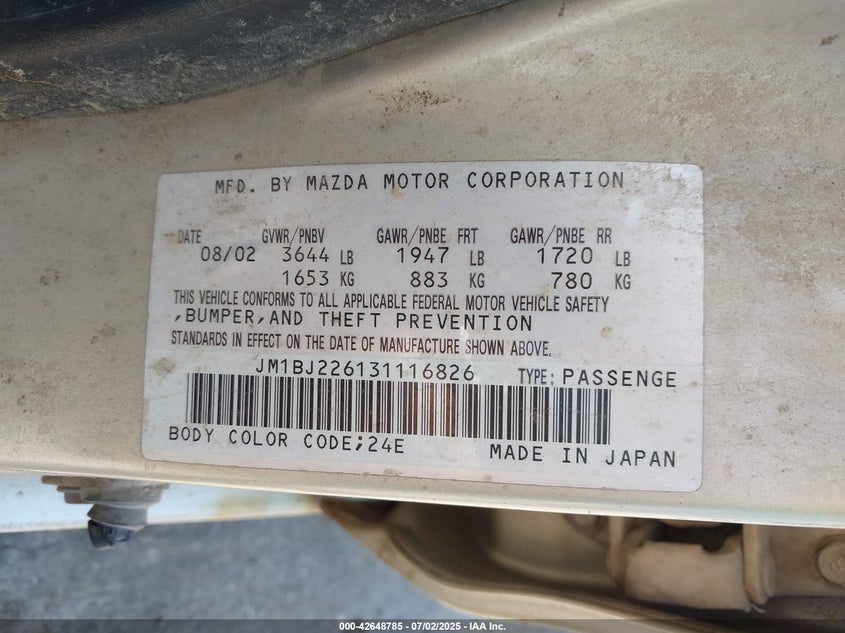 MFD. BY MAZDA MOTOR CORPORATION
DATE GVWR/PNBV GAWR/PNBE FRT GAWR/PNBE RR
08/02 3644 LB 1947 LB 1720 LB
1653 KG 883 KG 780 KG
THIS VEHICLE CONFORMS TO ALL APPLICABLE FEDERAL MOTOR VEHICLE SAFETY
,BUMPER,AND THEFT PREVENTION
STANDARDS IN EFFECT ON THE DATE OF MANUFACTURE SHOWN ABOVE.
JM1BJ226131116826 TYPE: PASSENGE
BODY COLOR CODE;24E MADE IN JAPAN
000-42648785 - 07/02/2025 - IAA Inc.